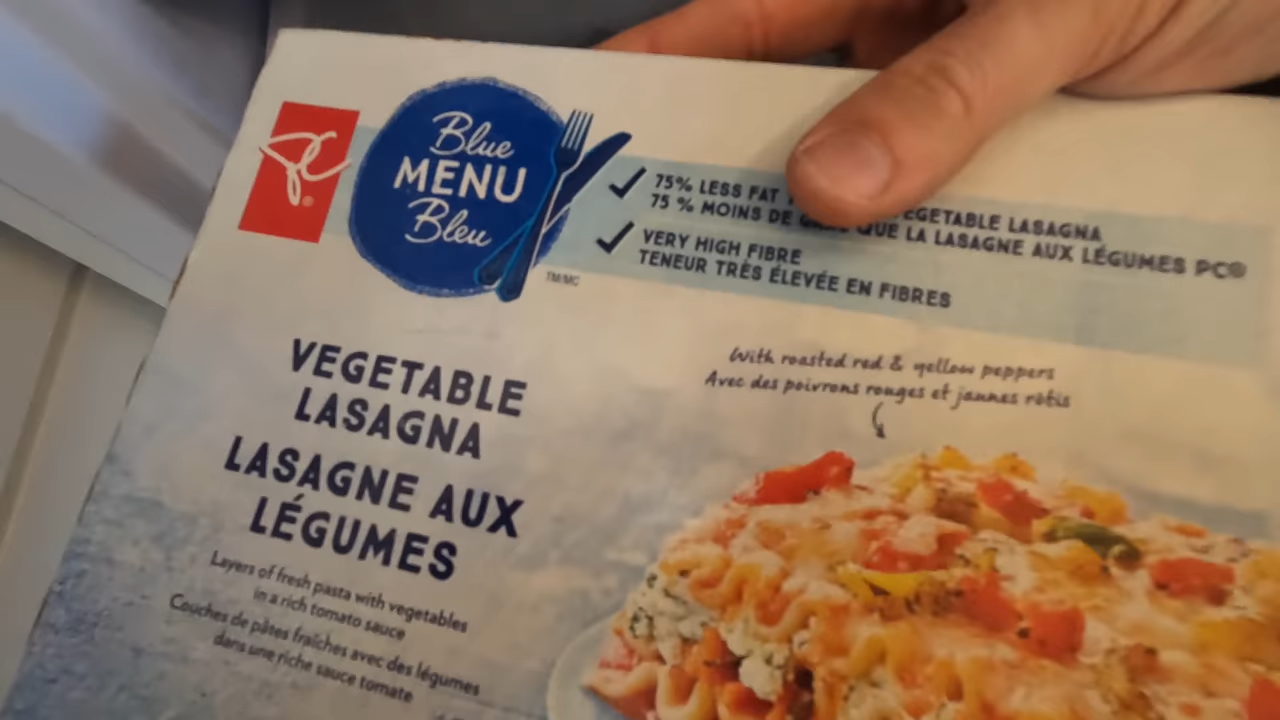 PC®
Blue
MENU
Bleu
TM/MC
75% LESS FAT EGETABLE LASAGNA
75 % MOINS DE QUE LA LASAGNE AUX LÉGUMES PC®
VERY HIGH FIBRE
TENEUR TRÈS ÉLEVÉE EN FIBRES
With roasted red & yellow peppers
Avec des poivrons rouges et jaunes rôtis
VEGETABLE
LASAGNA
LASAGNE AUX
LÉGUMES
Layers of fresh pasta with vegetables
in a rich tomato sauce
Couches de pâtes fraîches avec des légumes
dans une riche sauce tomate